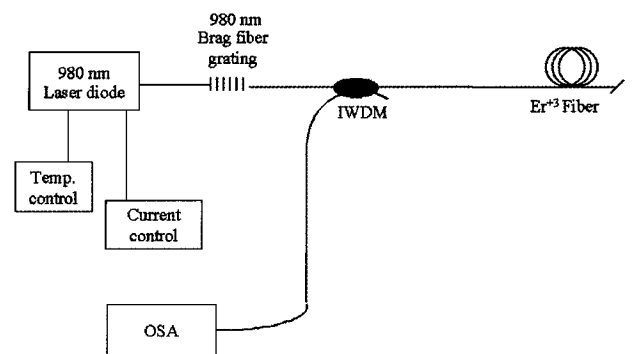 980 nm
Brag fiber
grating
980 nm
Laser diode
IWDM
Er+3 Fiber
Temp.
control
Current
control
OSA